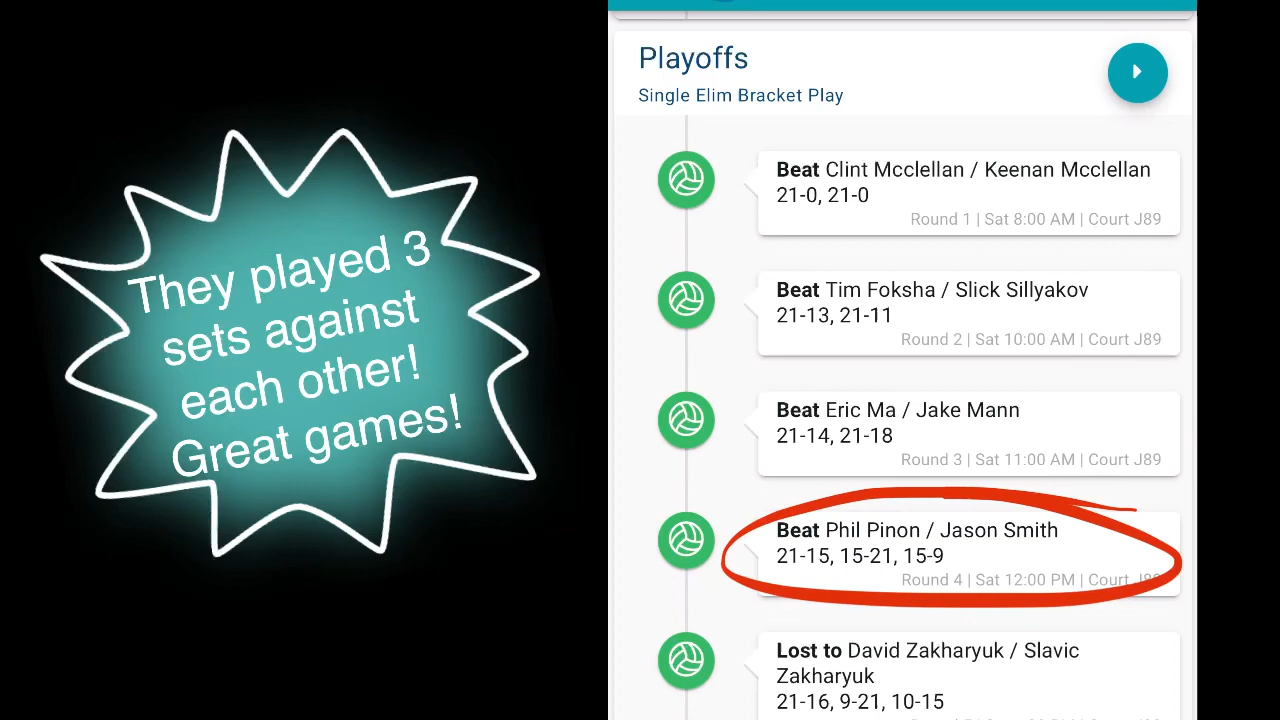 They played 3
sets against
each other!
Great games!
Playoffs
Single Elim Bracket Play
Beat Clint Mcclellan / Keenan Mcclellan
21-0, 21-0
Round 1 | Sat 8:00 AM | Court J89
Beat Tim Foksha / Slick Sillyakov
21-13, 21-11
Round 2 | Sat 10:00 AM | Court J89
Beat Eric Ma / Jake Mann
21-14, 21-18
Round 3 | Sat 11:00 AM | Court J89
Beat Phil Pinon / Jason Smith
21-15, 15-21, 15-9
Round 4 | Sat 12:00 PM | Court J89
Lost to David Zakharyuk / Slavic
Zakharyuk
21-16, 9-21, 10-15